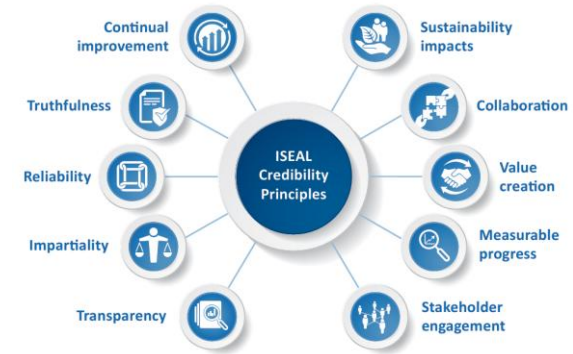 Continual
improvement
Sustainability
impacts
Truthfulness
Collaboration
ISEAL
Credibility
Principles
Reliability
Value
creation
Impartiality
Measurable
progress
Transparency
Stakeholder
engagement